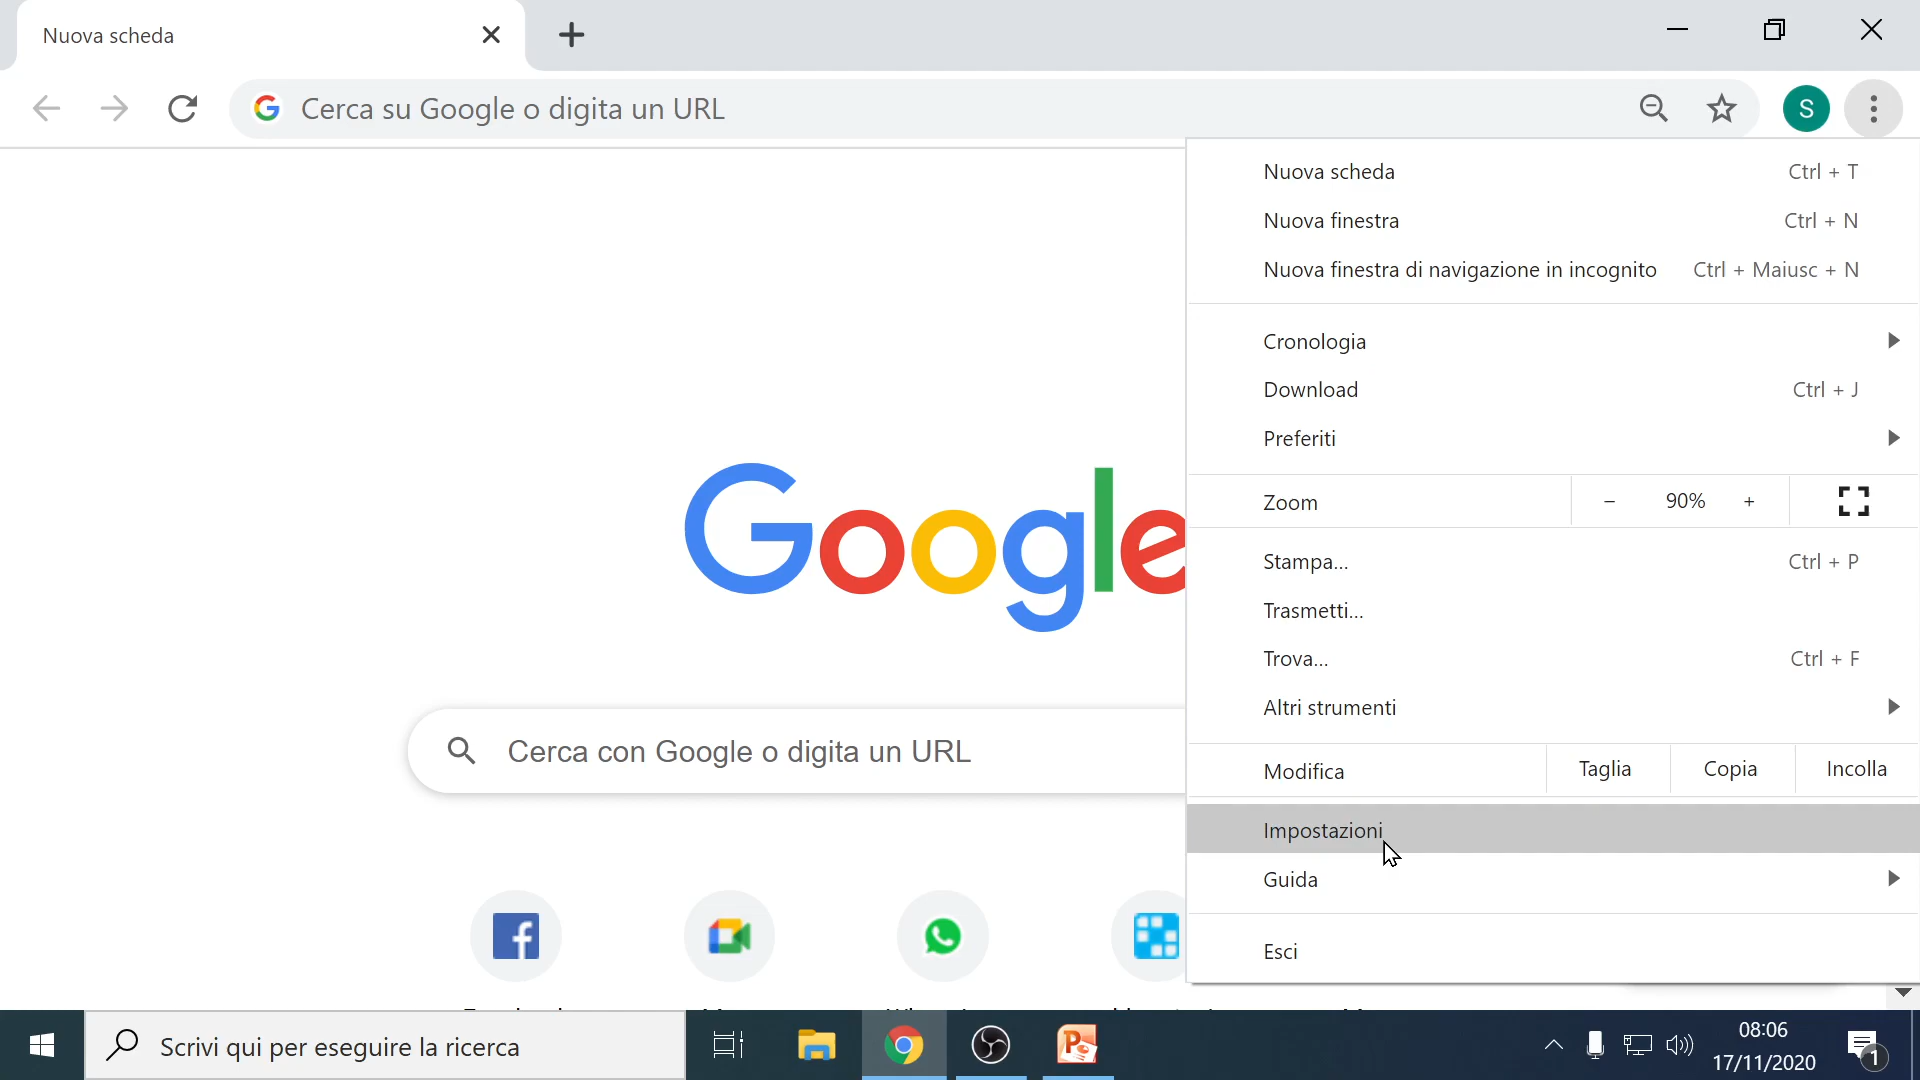 Nuova scheda
Cerca su Google o digita un URL
S
Nuova scheda Ctrl + T
Nuova finestra Ctrl + N
Nuova finestra di navigazione in incognito Ctrl + Maiusc + N
Cronologia
Download Ctrl + J
Preferiti
Zoom - 90% +
Stampa... Ctrl + P
Trasmetti...
Trova... Ctrl + F
Altri strumenti
Modifica Taglia Copia Incolla
Impostazioni
Guida
Esci
Google
Cerca con Google o digita un URL
Scrivi qui per eseguire la ricerca
08:06
17/11/2020
1